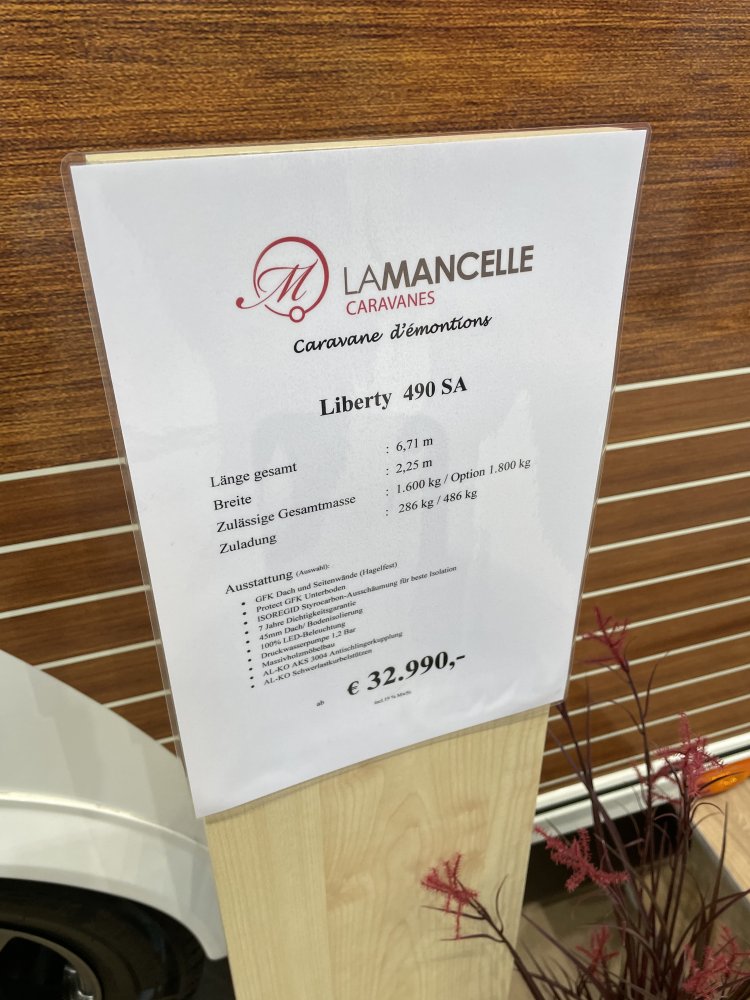 M LAMANCELLE
CARAVANES
Caravane d'émontions
Liberty 490 SA
Länge gesamt : 6,71 m
Breite : 2,25 m
Zulässige Gesamtmasse : 1.600 kg / Option 1.800 kg
Zuladung : 286 kg / 486 kg
Ausstattung (Auswahl):
• GFK Dach und Seitenwände (Hagelfest)
• Protect GFK Unterboden
• ISOREGID Styrocarbon-Ausschäumung für beste Isolation
• 7 Jahre Dichtigkeitsgarantie
• 45mm Dach/ Bodenisolierung
• 100% LED-Beleuchtung
• Druckwasserpumpe 1,2 Bar
• Massivholzmöbelbau
• AL-KO AKS 3004 Antischlingerkupplung
• AL-KO Schwerlastkurbelstützen
ab € 32.990,-
incl.19 % MwSt.